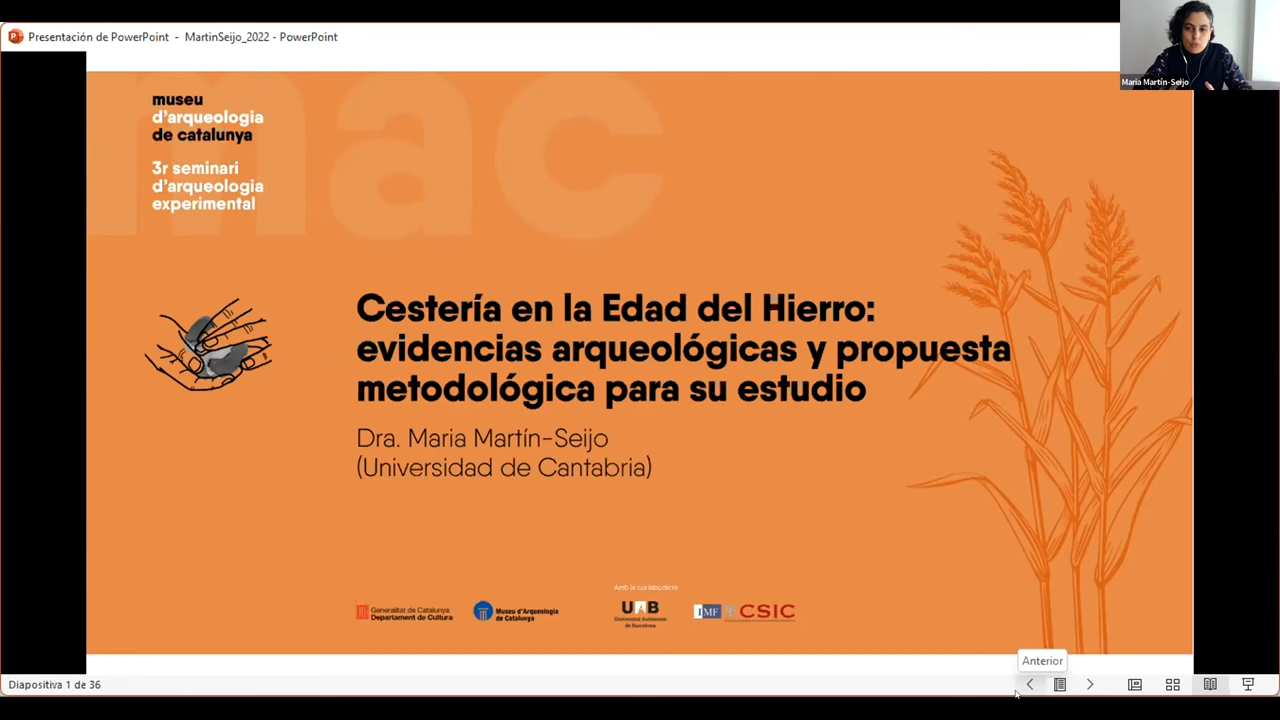 Presentación de PowerPoint - MartinSeijo_2022 - PowerPoint
Maria Martín-Seijo
mac
museu
d'arqueologia
de catalunya
3r seminari
d'arqueologia
experimental
Cestería en la Edad del Hierro:
evidencias arqueológicas y propuesta
metodológica para su estudio
Dra. Maria Martín-Seijo
(Universidad de Cantabria)
Amb la col·laboració
Generalitat de Catalunya
Departament de Cultura
Museu d'Arqueologia
de Catalunya
UAB
Universitat Autònoma
de Barcelona
IMF
CSIC
Anterior
Diapositiva 1 de 36